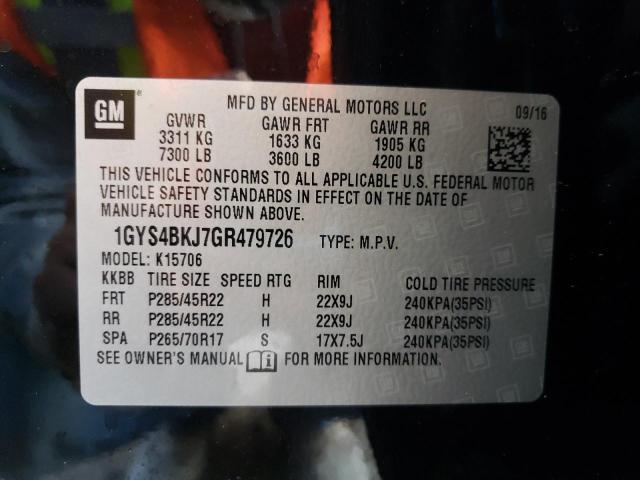 GM
MFD BY GENERAL MOTORS LLC 09/16
GVWR GAWR FRT GAWR RR
3311 KG 1633 KG 1905 KG
7300 LB 3600 LB 4200 LB
THIS VEHICLE CONFORMS TO ALL APPLICABLE U.S. FEDERAL MOTOR
VEHICLE SAFETY STANDARDS IN EFFECT ON THE DATE OF
MANUFACTURE SHOWN ABOVE.
1GYS4BKJ7GR479726 TYPE: M.P.V.
MODEL: K15706
KKBB TIRE SIZE SPEED RTG RIM COLD TIRE PRESSURE
FRT P285/45R22 H 22X9J 240KPA(35PSI)
RR P285/45R22 H 22X9J 240KPA(35PSI)
SPA P265/70R17 S 17X7.5J 240KPA(35PSI)
SEE OWNER'S MANUAL FOR MORE INFORMATION.